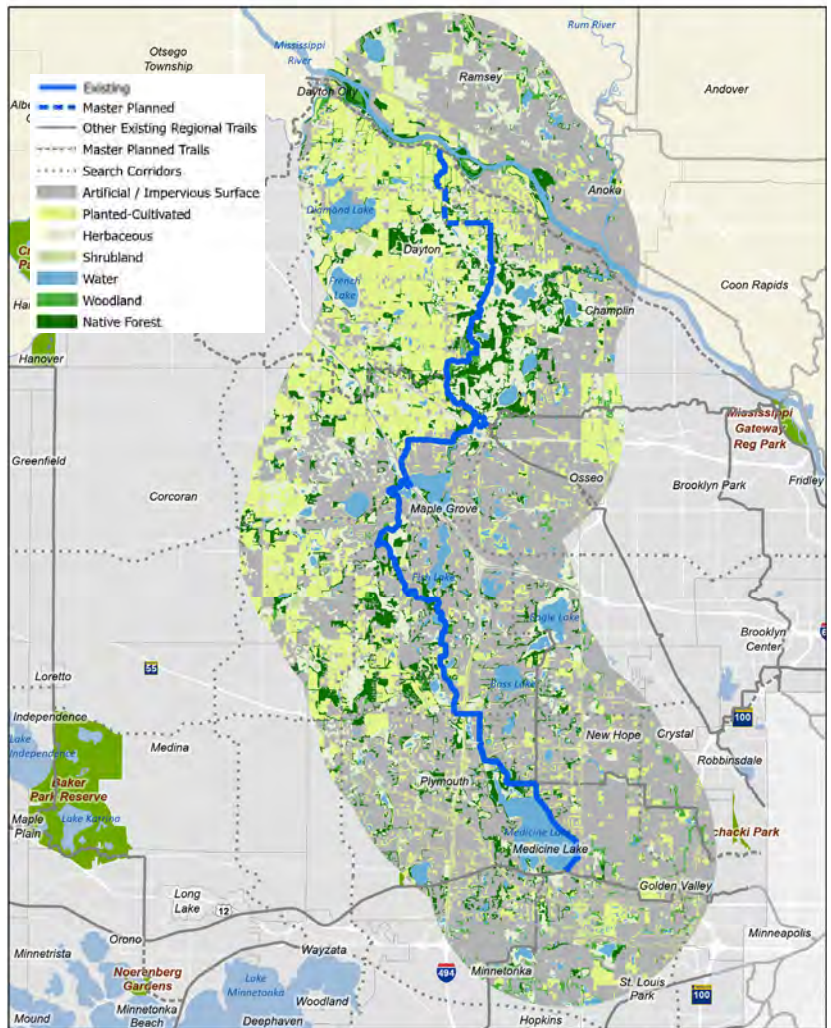 Otsego
Township
Mississippi
River
Rum River
Ramsey
Andover
Existing
Master Planned
Other Existing Regional Trails
Master Planned Trails
Search Corridors
Artificial / Impervious Surface
Planted-Cultivated
Herbaceous
Shrubland
Water
Woodland
Native Forest
Dayton City
Anoka
Diamond Lake
Dayton
French
Lake
Coon Rapids
Champlin
Hanover
Mississippi
Gateway
Reg Park
Greenfield
Corcoran
Osseo
Brooklyn Park
Fridley
Maple Grove
Fish Lake
Eagle Lake
Brooklyn
Center
55
Loretto
Bass Lake
100
Independence
Lake
Independence
Medina
New Hope
Crystal
Robbinsdale
Baker
Park Reserve
Plymouth
Maple
Plain
Lake Katrina
Medicine Lake
Medicine Lake
chacki Park
Long
Lake
12
Golden Valley
Orono
Minneapolis
Minnetrista
Wayzata
Noerenberg
Gardens
Lake
Minnetonka
494
Minnetonka
St. Louis
Park
100
Mound
Minnetonka
Beach
Woodland
Deephaven
Hopkins